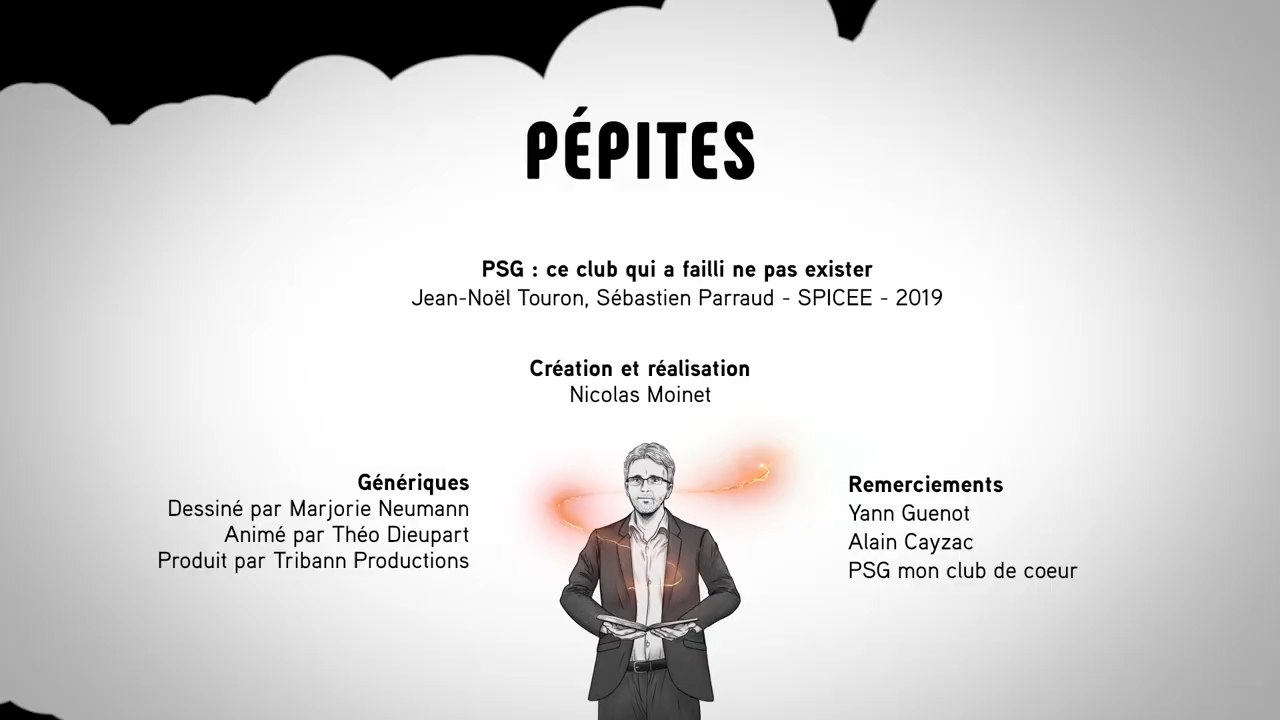 PÉPITES
PSG : ce club qui a failli ne pas exister
Jean-Noël Touron, Sébastien Parraud - SPICEE - 2019
Création et réalisation
Nicolas Moinet
Génériques
Dessiné par Marjorie Neumann
Animé par Théo Dieupart
Produit par Tribann Productions
Remerciements
Yann Guenot
Alain Cayzac
PSG mon club de coeur